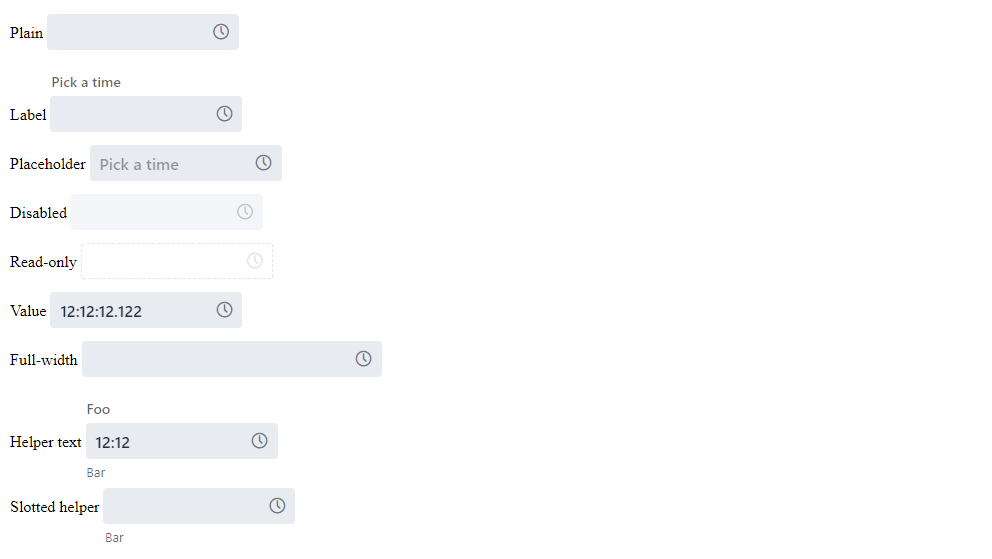 Plain
Pick a time
Label
Placeholder Pick a time
Disabled
Read-only
Value 12:12:12.122
Full-width
Foo
Helper text 12:12
Bar
Slotted helper
Bar